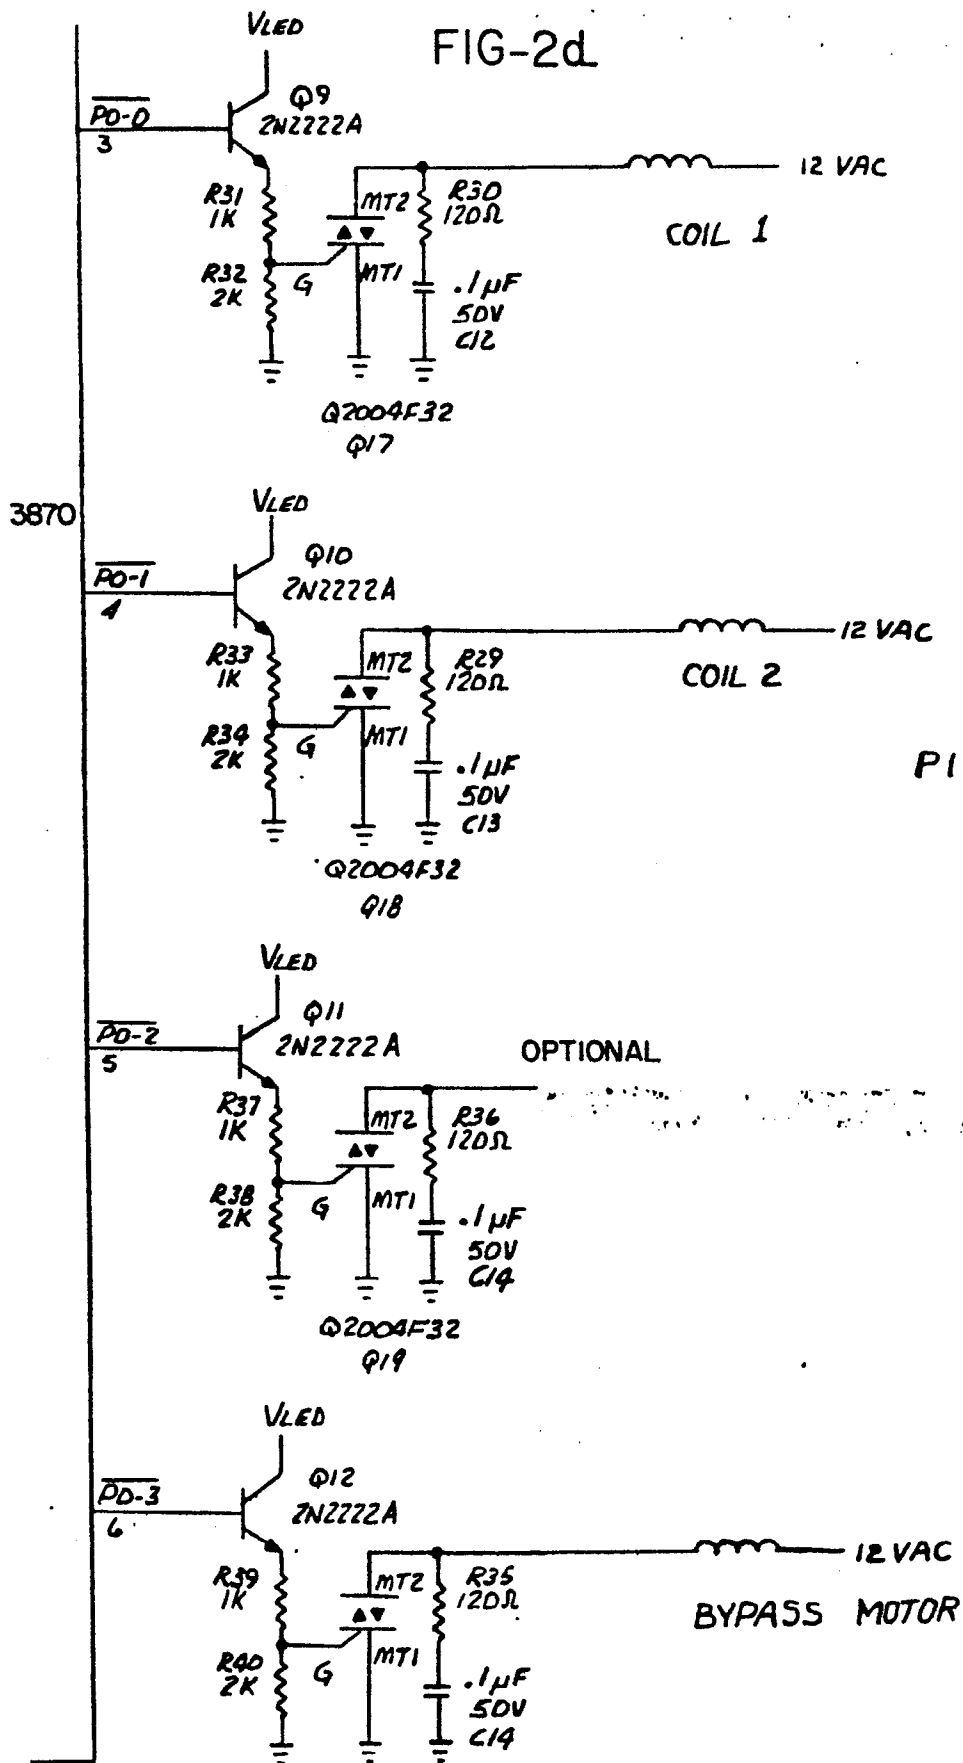 FIG-2d
VLED
PO-0
3
Q9
2N2222A
R31
1K
R32
2K
G
MT2
MT1
R30
120Ω
.1µF
50V
C12
12 VAC
COIL 1
Q2004F32
Q17
3870
VLED
PO-1
4
Q10
2N2222A
R33
1K
R34
2K
G
MT2
MT1
R29
120Ω
.1µF
50V
C13
12 VAC
COIL 2
P1
Q2004F32
Q18
VLED
PO-2
5
Q11
2N2222A
OPTIONAL
R37
1K
R38
2K
G
MT2
MT1
R36
120Ω
.1µF
50V
C14
Q2004F32
Q19
VLED
PO-3
6
Q12
2N2222A
R39
1K
R40
2K
G
MT2
MT1
R35
120Ω
.1µF
50V
C14
12 VAC
BYPASS MOTOR